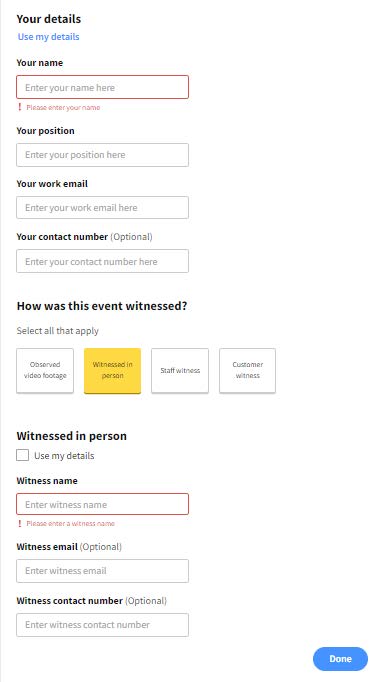 Your details
Use my details
Your name
Enter your name here
! Please enter your name
Your position
Enter your position here
Your work email
Enter your work email here
Your contact number (Optional)
Enter your contact number here
How was this event witnessed?
Select all that apply
Observed
video footage
Witnessed in
person
Staff witness
Customer
witness
Witnessed in person
Use my details
Witness name
Enter witness name
! Please enter a witness name
Witness email (Optional)
Enter witness email
Witness contact number (Optional)
Enter witness contact number
Done